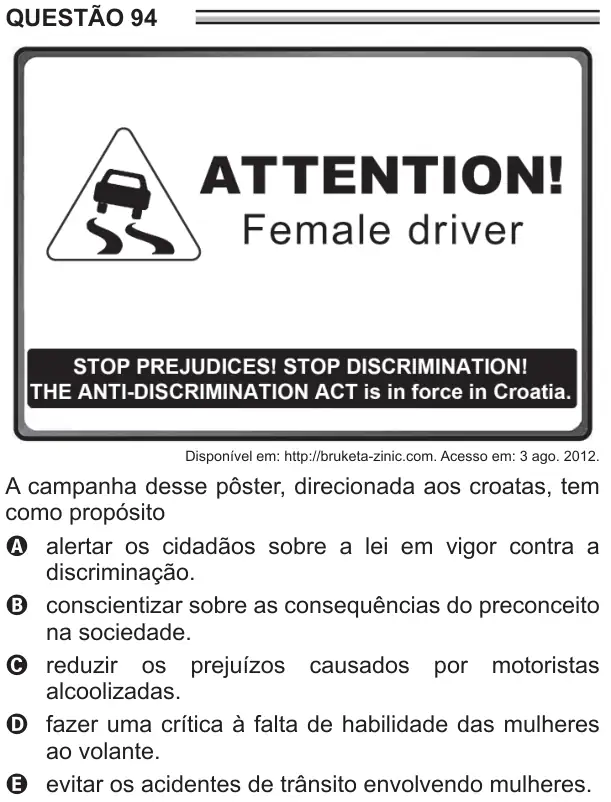 QUESTÃO 94
ATTENTION!
Female driver
STOP PREJUDICES! STOP DISCRIMINATION!
THE ANTI-DISCRIMINATION ACT is in force in Croatia.
Disponível em: http://bruketa-zinic.com. Acesso em: 3 ago. 2012.
A campanha desse pôster, direcionada aos croatas, tem
como propósito
A alertar os cidadãos sobre a lei em vigor contra a
discriminação.
B conscientizar sobre as consequências do preconceito
na sociedade.
C reduzir os prejuízos causados por motoristas
alcoolizadas.
D fazer uma crítica à falta de habilidade das mulheres
ao volante.
E evitar os acidentes de trânsito envolvendo mulheres.